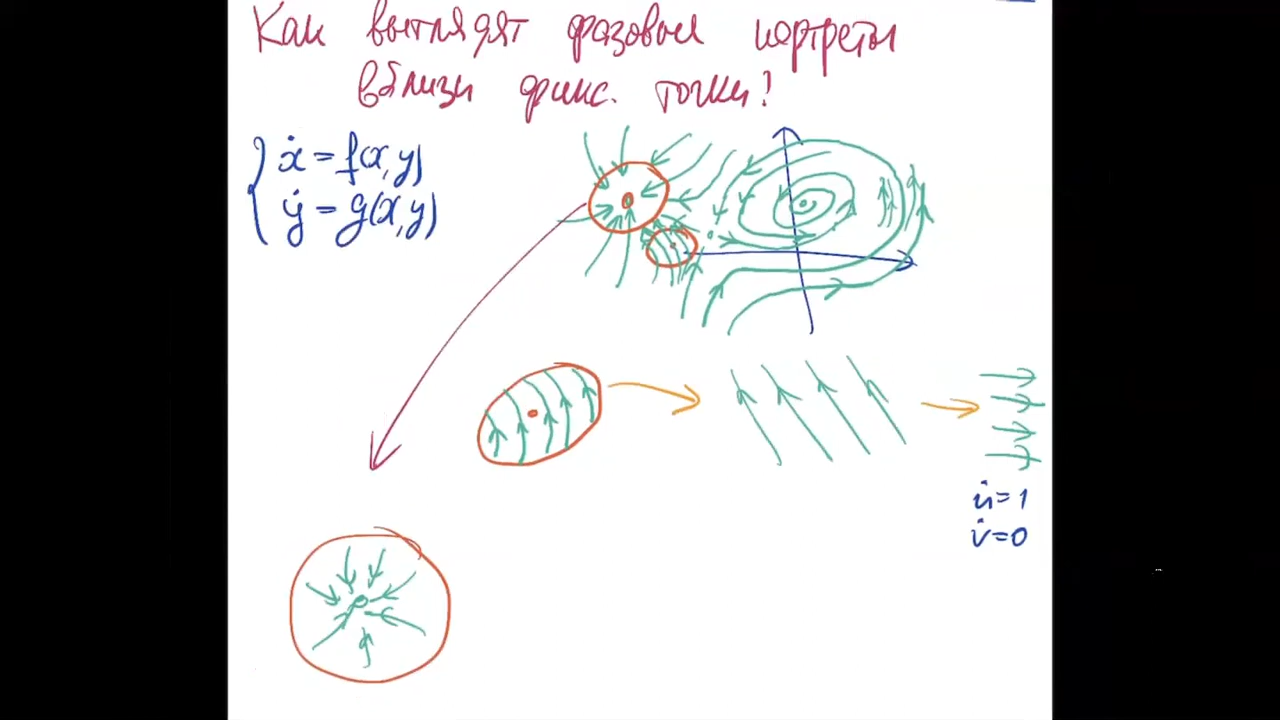 Как выглядят фазовые портреты
вблизи фикс. точки?
ẋ = f(x,y)
ẏ = g(x,y)
u̇=1
v̇=0